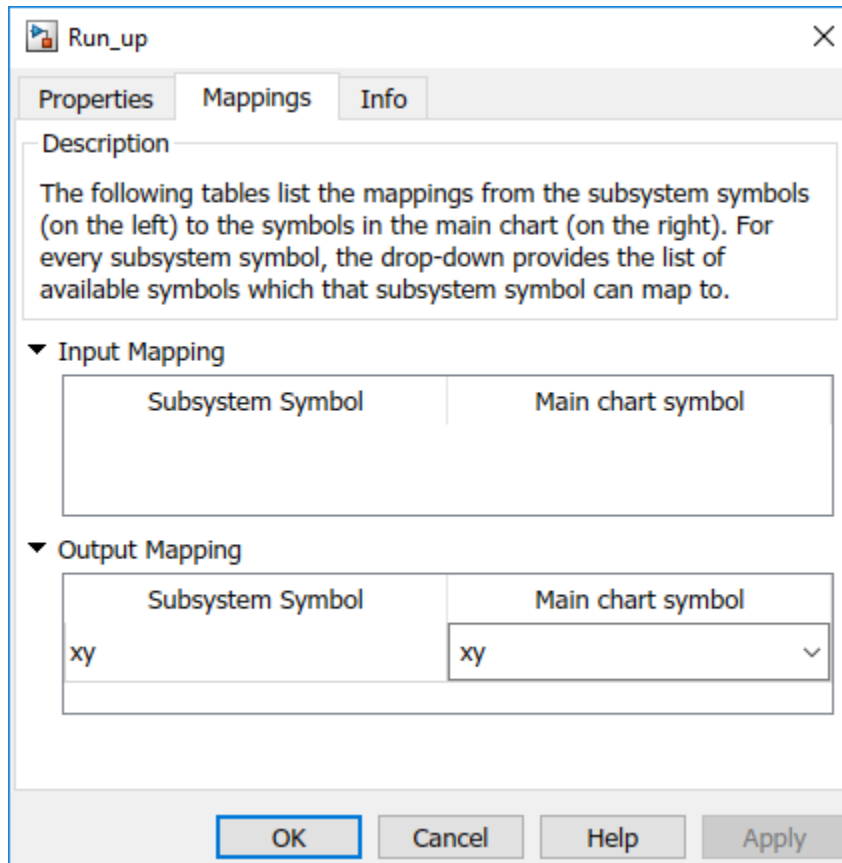 Run_up
Properties Mappings Info
Description
The following tables list the mappings from the subsystem symbols
(on the left) to the symbols in the main chart (on the right). For
every subsystem symbol, the drop-down provides the list of
available symbols which that subsystem symbol can map to.
Input Mapping
Subsystem Symbol Main chart symbol
Output Mapping
Subsystem Symbol Main chart symbol
xy xy
OK Cancel Help Apply